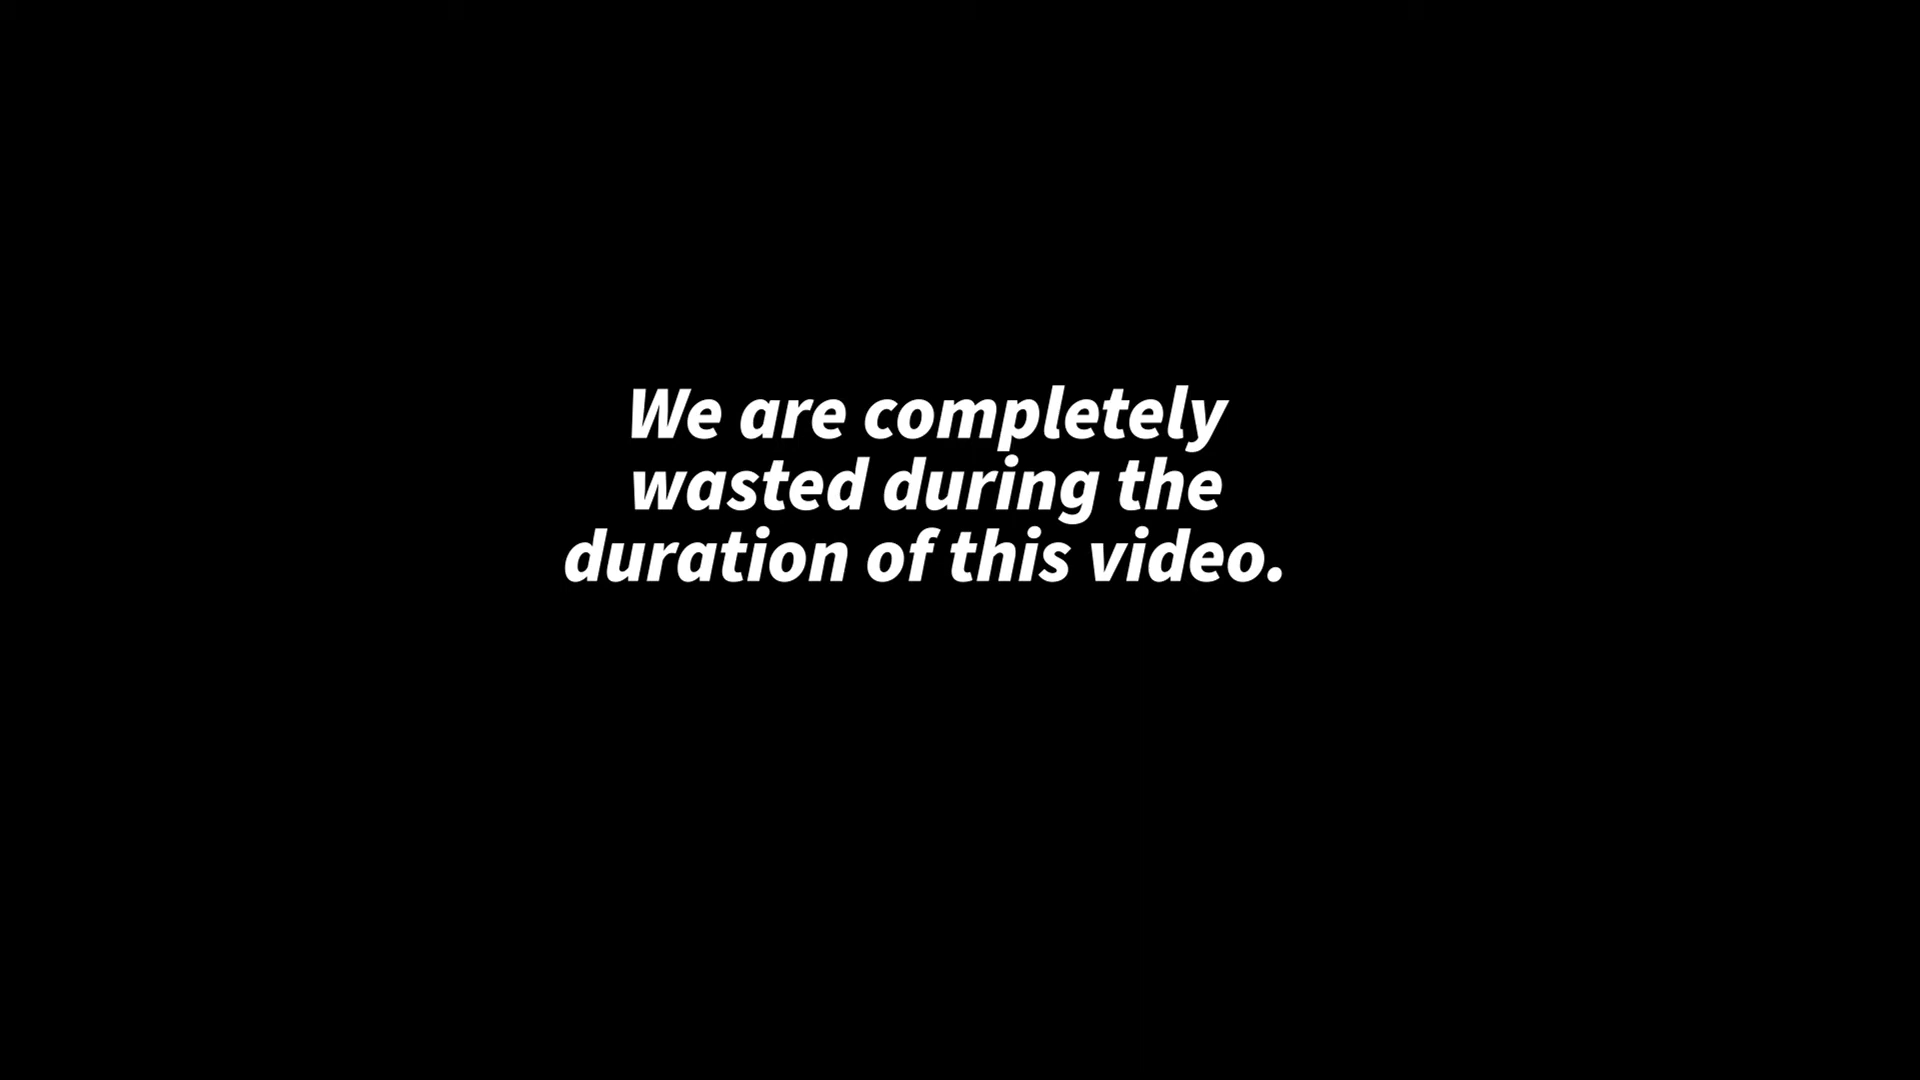 We are completely
wasted during the
duration of this video.